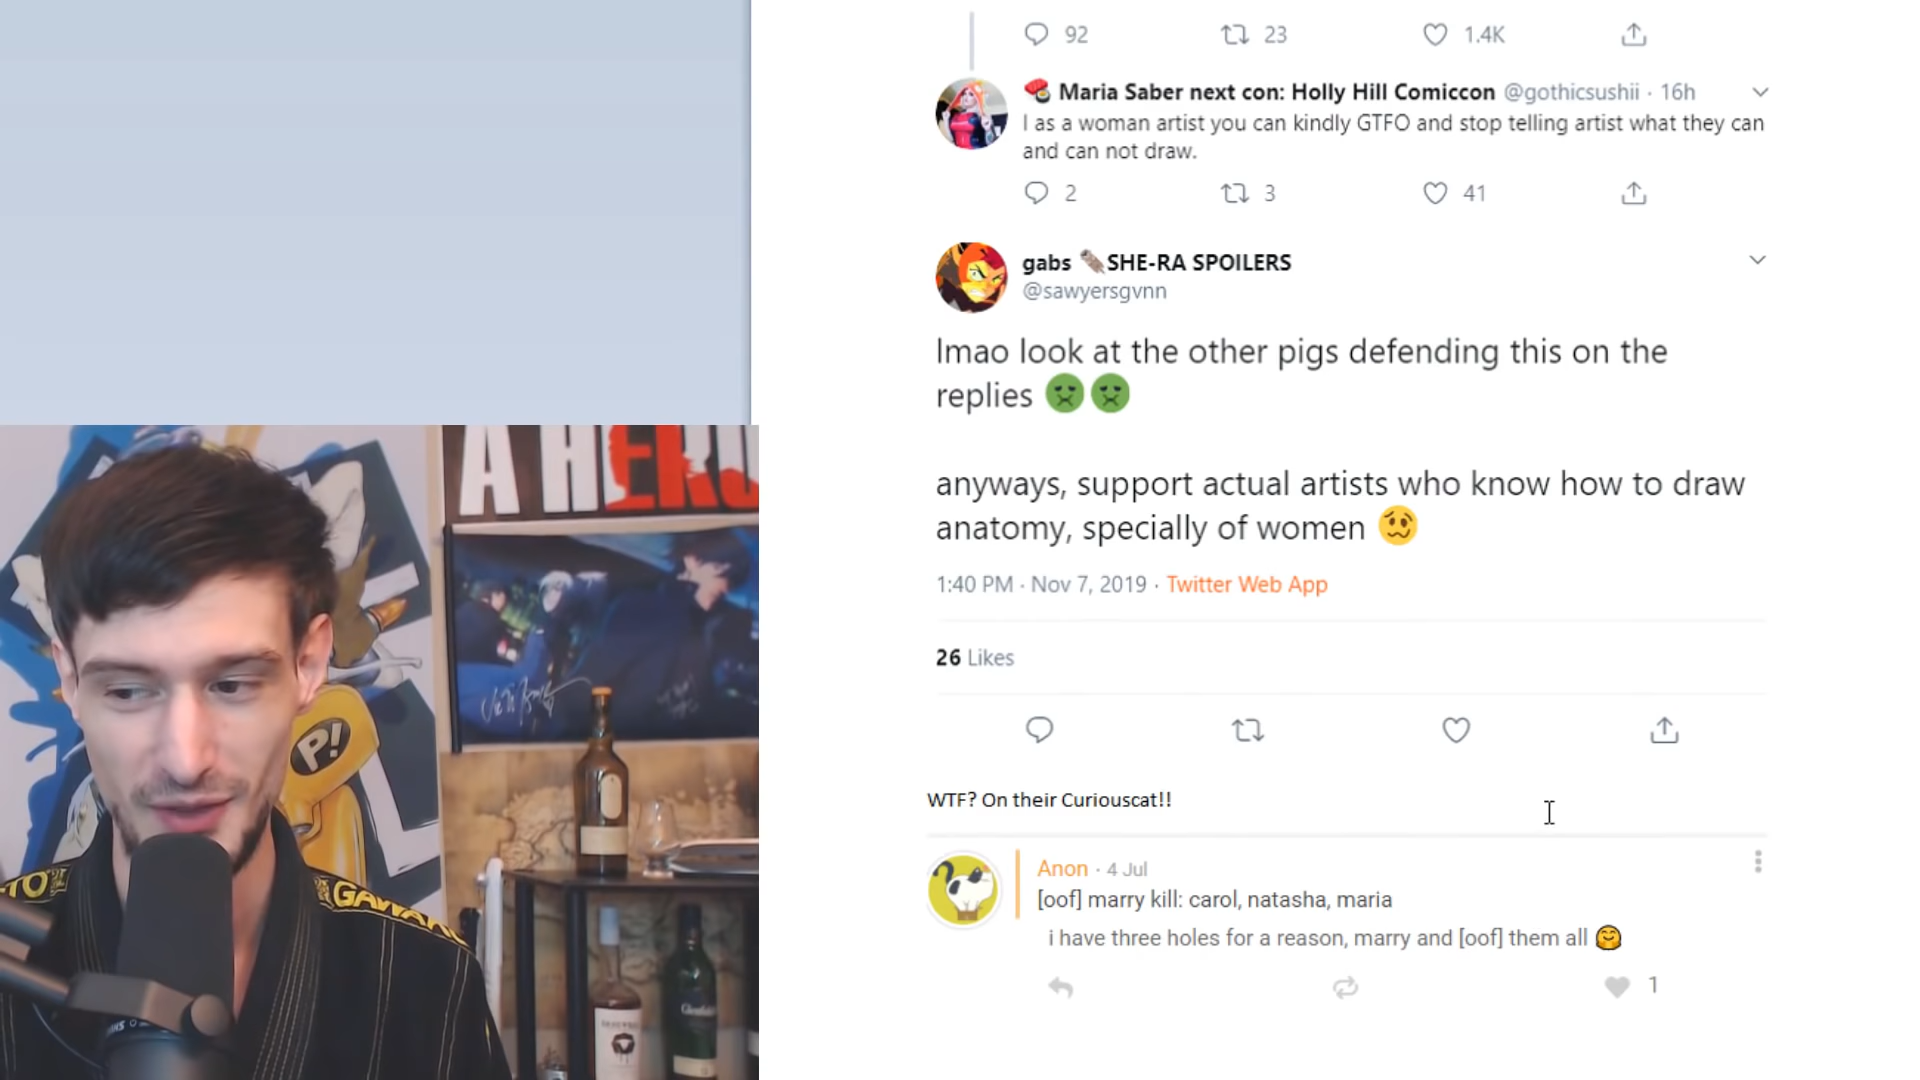 92 23 1.4K
Maria Saber next con: Holly Hill Comiccon @gothicsushii · 16h
I as a woman artist you can kindly GTFO and stop telling artist what they can
and can not draw.
2 3 41
gabs SHE-RA SPOILERS
@sawyersgvnn
lmao look at the other pigs defending this on the
replies 🤢🤢
anyways, support actual artists who know how to draw
anatomy, specially of women 🥴
1:40 PM · Nov 7, 2019 · Twitter Web App
26 Likes
WTF? On their Curiouscat!!
Anon · 4 Jul
[oof] marry kill: carol, natasha, maria
i have three holes for a reason, marry and [oof] them all 🤗
1
A HERO
P!
Glenfiddich